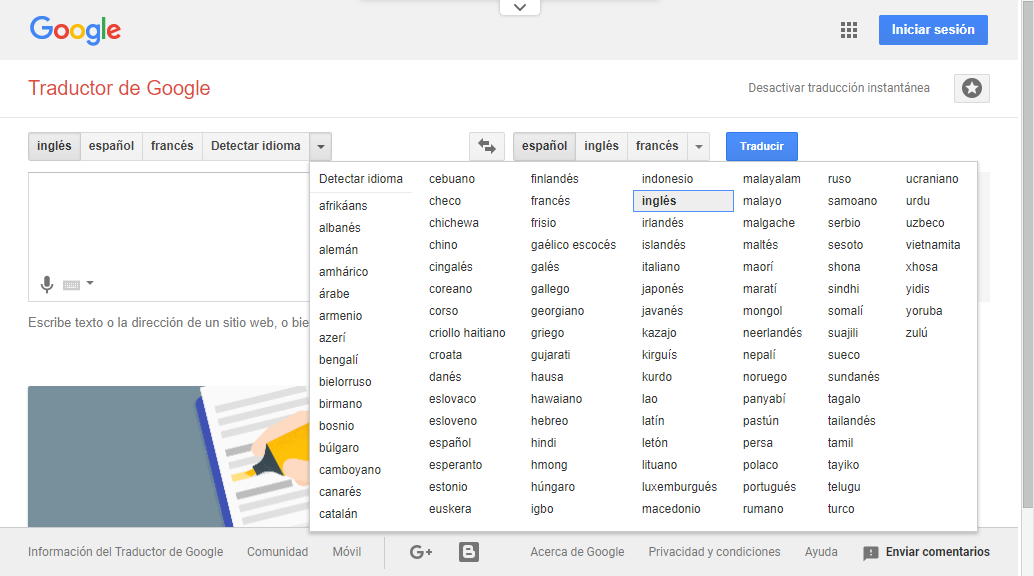 Google
Iniciar sesión
Traductor de Google
Desactivar traducción instantánea
inglés español francés Detectar idioma
español inglés francés
Traducir
Detectar idioma
afrikáans
albanés
alemán
amhárico
árabe
armenio
azerí
bengalí
bielorruso
birmano
bosnio
búlgaro
camboyano
canarés
catalán
cebuano
checo
chichewa
chino
cingalés
coreano
corso
criollo haitiano
croata
danés
eslovaco
esloveno
español
esperanto
estonio
euskera
finlandés
francés
frisio
gaélico escocés
galés
gallego
georgiano
griego
gujarati
hausa
hawaiano
hebreo
hindi
hmong
húngaro
igbo
indonesio
inglés
irlandés
islandés
italiano
japonés
javanés
kazajo
kirguís
kurdo
lao
latín
letón
lituano
luxemburgués
macedonio
malayalam
malayo
malgache
maltés
maorí
maratí
mongol
neerlandés
nepalí
noruego
panyabí
pastún
persa
polaco
portugués
rumano
ruso
samoano
serbio
sesoto
shona
sindhi
somalí
suajili
sueco
sundanés
tagalo
tailandés
tamil
tayiko
telugu
turco
ucraniano
urdu
uzbeco
vietnamita
xhosa
yidis
yoruba
zulú
Escribe texto o la dirección de un sitio web, o bie
Información del Traductor de Google Comunidad Móvil G+ Acerca de Google Privacidad y condiciones Ayuda Enviar comentarios